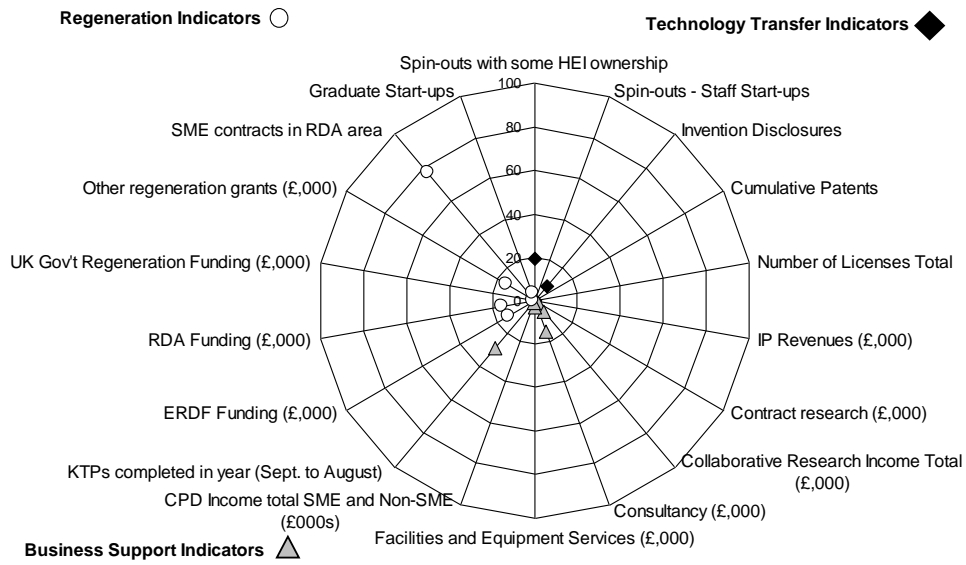 Regeneration Indicators
Technology Transfer Indicators
Spin-outs with some HEI ownership
100
Graduate Start-ups
Spin-outs - Staff Start-ups
80
SME contracts in RDA area
Invention Disclosures
60
Other regeneration grants (£,000)
Cumulative Patents
40
UK Gov't Regeneration Funding (£,000)
20
Number of Licenses Total
0
RDA Funding (£,000)
IP Revenues (£,000)
ERDF Funding (£,000)
Contract research (£,000)
KTPs completed in year (Sept. to August)
Collaborative Research Income Total
(£,000)
CPD Income total SME and Non-SME
(£000s)
Consultancy (£,000)
Facilities and Equipment Services (£,000)
Business Support Indicators